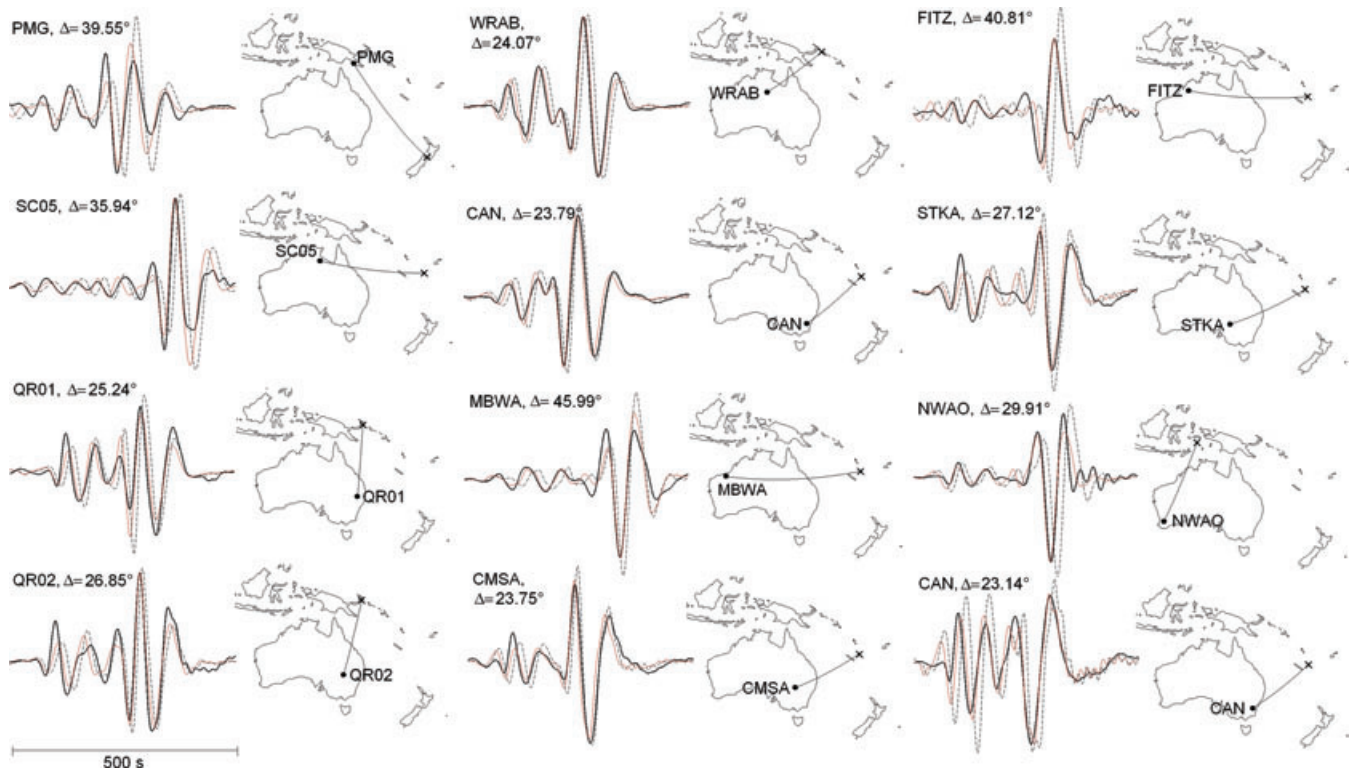 PMG, Δ=39.55°
PMG
WRAB,
Δ=24.07°
WRAB
FITZ, Δ=40.81°
FITZ
SC05, Δ=35.94°
SC05
CAN, Δ=23.79°
CAN
STKA, Δ=27.12°
STKA
QR01, Δ=25.24°
QR01
MBWA, Δ= 45.99°
MBWA
NWAO, Δ=29.91°
NWAO
QR02, Δ=26.85°
QR02
CMSA,
Δ=23.75°
CMSA
CAN, Δ=23.14°
CAN
500 s